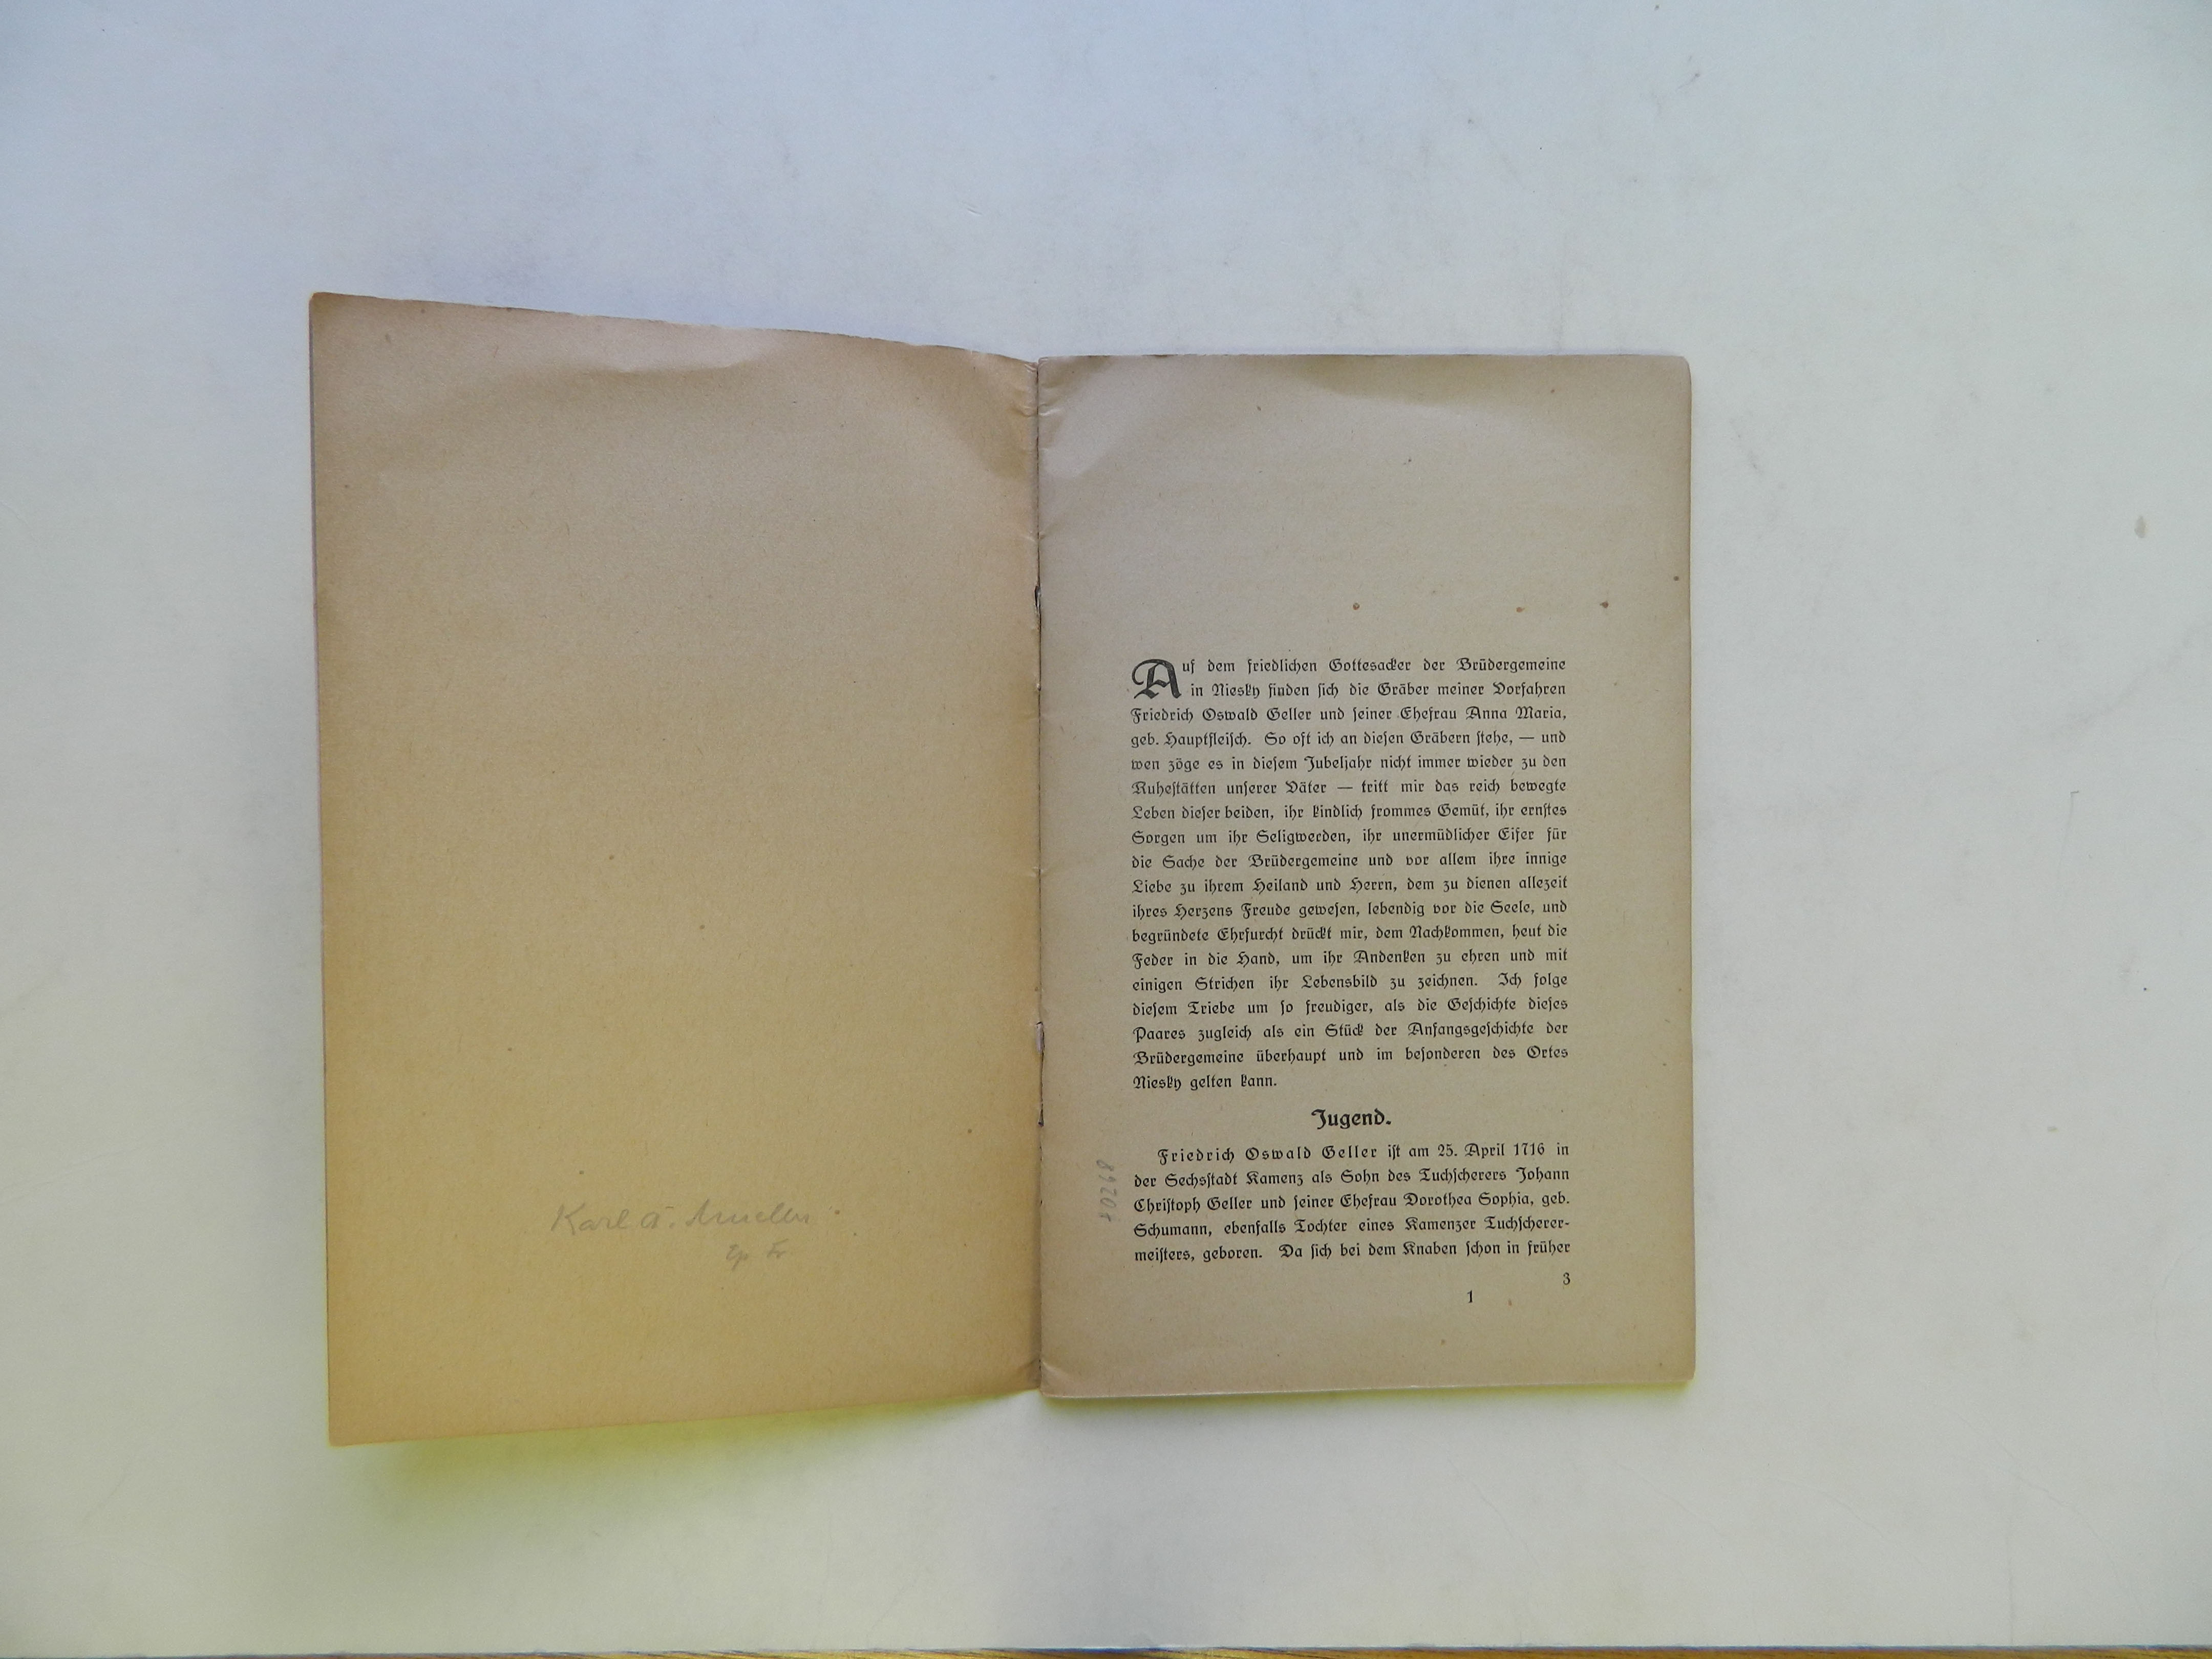 Karl A. Mueller
Ep. Fr
Auf dem friedlichen Gottesacker der Brüdergemeine
in Niesky finden sich die Gräber meiner Vorfahren
Friedrich Oswald Geller und seiner Ehefrau Anna Maria,
geb. Hauptfleisch. So oft ich an diesen Gräbern stehe, — und
wen zöge es in diesem Jubeljahr nicht immer wieder zu den
Ruhestätten unserer Väter — tritt mir das reich bewegte
Leben dieser beiden, ihr kindlich frommes Gemüt, ihr ernstes
Sorgen um ihr Seligwerden, ihr unermüdlicher Eifer für
die Sache der Brüdergemeine und vor allem ihre innige
Liebe zu ihrem Heiland und Herrn, dem zu dienen allezeit
ihres Herzens Freude gewesen, lebendig vor die Seele, und
begründete Ehrfurcht drückt mir, dem Nachkommen, heut die
Feder in die Hand, um ihr Andenken zu ehren und mit
einigen Strichen ihr Lebensbild zu zeichnen. Ich folge
diesem Triebe um so freudiger, als die Geschichte dieses
Paares zugleich als ein Stück der Anfangsgeschichte der
Brüdergemeine überhaupt und im besonderen des Ortes
Niesky gelten kann.
Jugend.
Friedrich Oswald Geller ist am 25. April 1716 in
der Sechsstadt Kamenz als Sohn des Tuchscherers Johann
Christoph Geller und seiner Ehefrau Dorothea Sophia, geb.
Schumann, ebenfalls Tochter eines Kamenzer Tuchscherer-
meisters, geboren. Da sich bei dem Knaben schon in früher
3
1